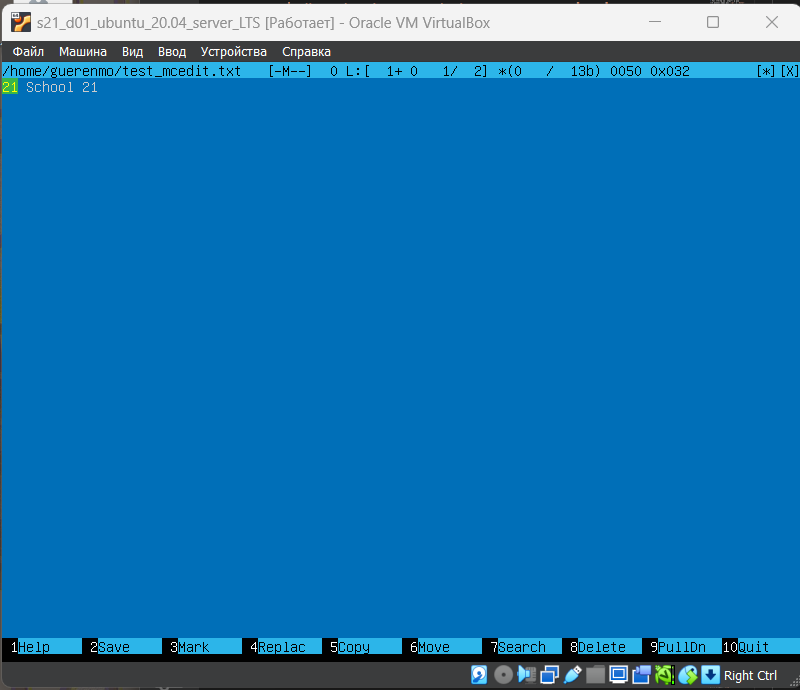 s21_d01_ubuntu_20.04_server_LTS [Работает] - Oracle VM VirtualBox
Файл Машина Вид Ввод Устройства Справка
/home/guerenmo/test_mcedit.txt [-M--] 0 L:[ 1+ 0 1/ 2] *(0 / 13b) 0050 0x032 [*][X]
21 School 21
1Help 2Save 3Mark 4Replac 5Copy 6Move 7Search 8Delete 9PullDn 10Quit
Right Ctrl